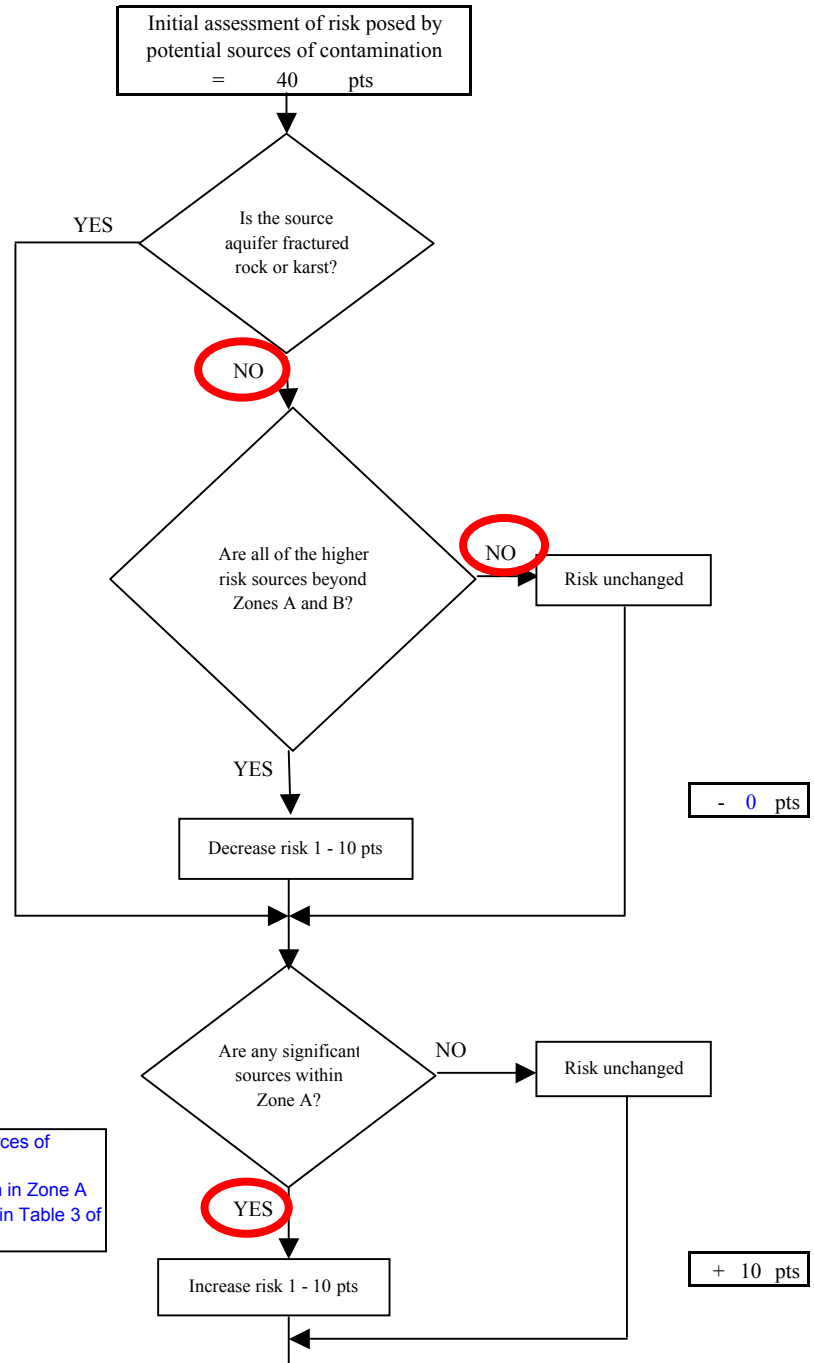 Initial assessment of risk posed by
potential sources of contamination
= 40 pts
YES
Is the source
aquifer fractured
rock or karst?
NO
Are all of the higher
risk sources beyond
Zones A and B?
NO
Risk unchanged
YES
- 0 pts
Decrease risk 1 - 10 pts
Are any significant
sources within
Zone A?
NO
Risk unchanged
rces of
in Zone A
in Table 3 of
YES
+ 10 pts
Increase risk 1 - 10 pts